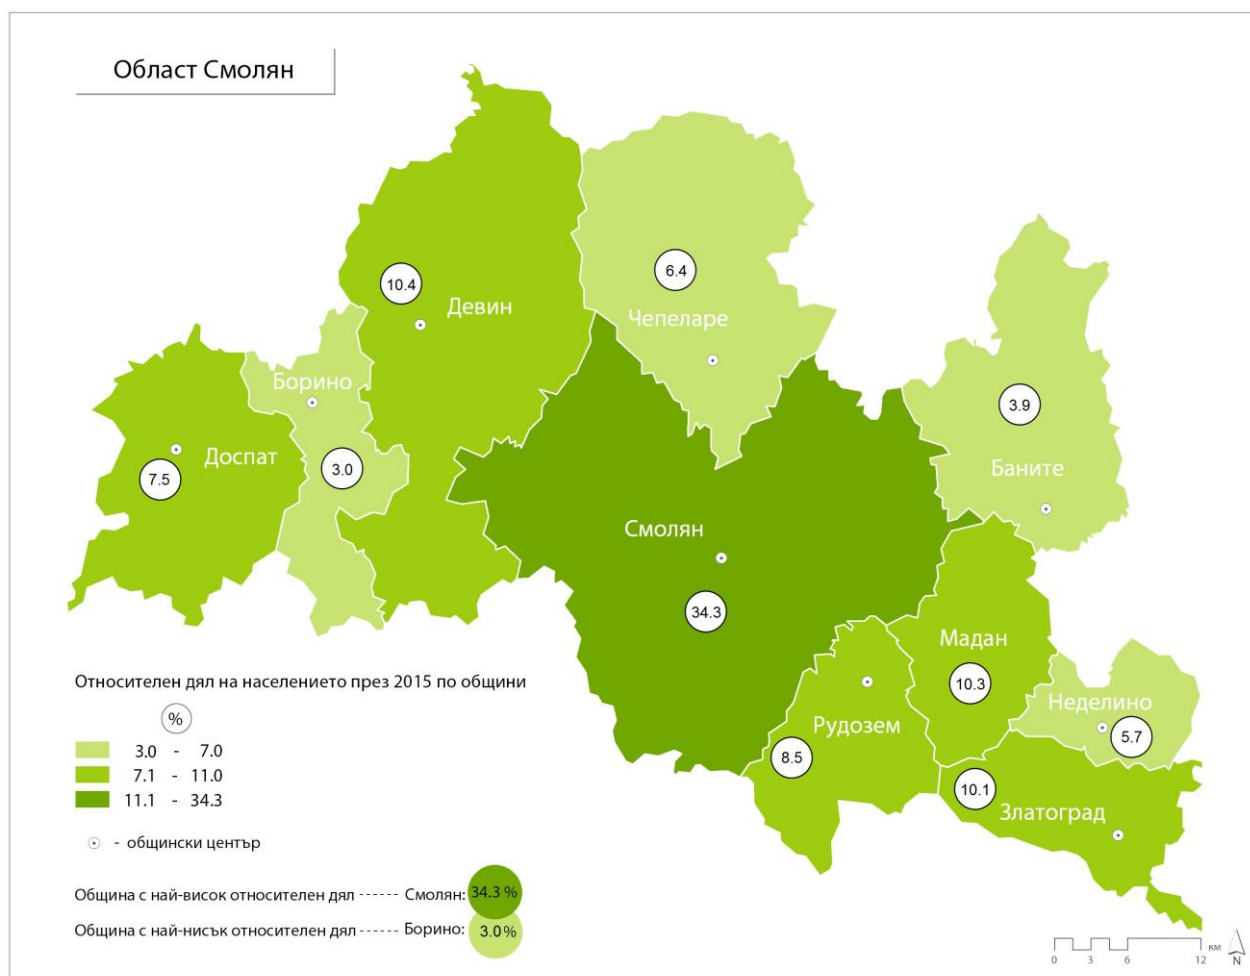 Област Смолян
10.4
Девин
6.4
Чепеларе
Борино
3.0
Доспат
7.5
3.9
Баните
Смолян
34.3
Мадан
10.3
Рудозем
8.5
Неделино
5.7
10.1
Златоград
Относителен дял на населението през 2015 по общини
%
3.0 - 7.0
7.1 - 11.0
11.1 - 34.3
- общински център
Община с най-висок относителен дял ------ Смолян: 34.3 %
Община с най-нисък относителен дял ------ Борино: 3.0 %
0 3 6 12 км
N